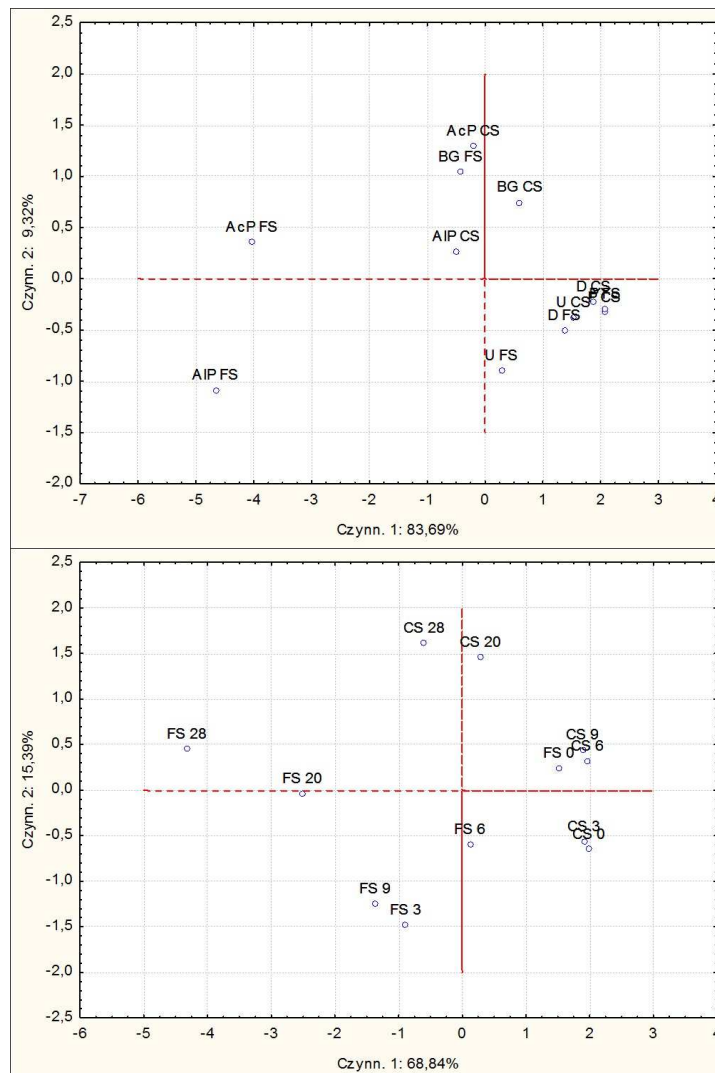 2,5
2,0
1,5
1,0
0,5
0,0
-0,5
-1,0
-1,5
-2,0
Czynn. 2: 9,32%
AcP CS
BG FS
BG CS
AcP FS
AlP CS
D CS
U CS
CS
D FS
U FS
AlP FS
-7 -6 -5 -4 -3 -2 -1 0 1 2 3 4
Czynn. 1: 83,69%
2,5
2,0
1,5
1,0
0,5
0,0
-0,5
-1,0
-1,5
-2,0
-2,5
Czynn. 2: 15,39%
CS 28
CS 20
FS 28
CS 9
CS 6
FS 0
FS 20
FS 6
CS 3
CS 0
FS 9
FS 3
-6 -5 -4 -3 -2 -1 0 1 2 3 4
Czynn. 1: 68,84%